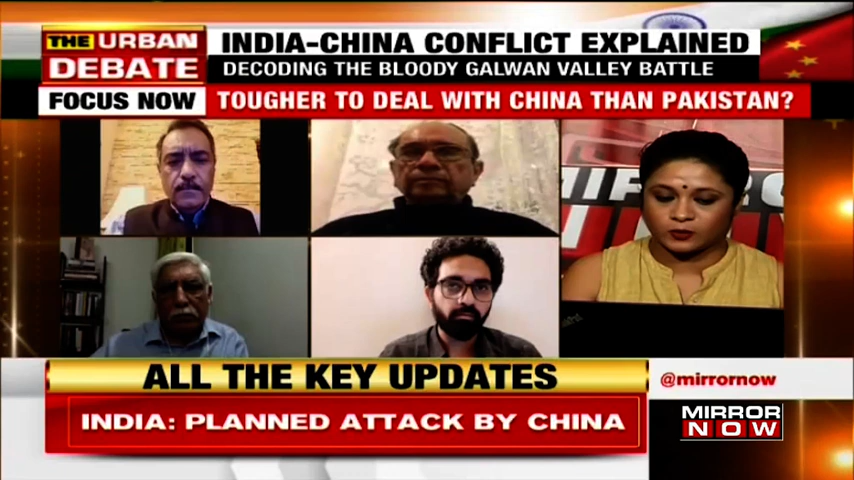 THE URBAN
DEBATE
INDIA-CHINA CONFLICT EXPLAINED
DECODING THE BLOODY GALWAN VALLEY BATTLE
FOCUS NOW
TOUGHER TO DEAL WITH CHINA THAN PAKISTAN?
ALL THE KEY UPDATES
INDIA: PLANNED ATTACK BY CHINA
@mirrornow
MIRROR
NOW